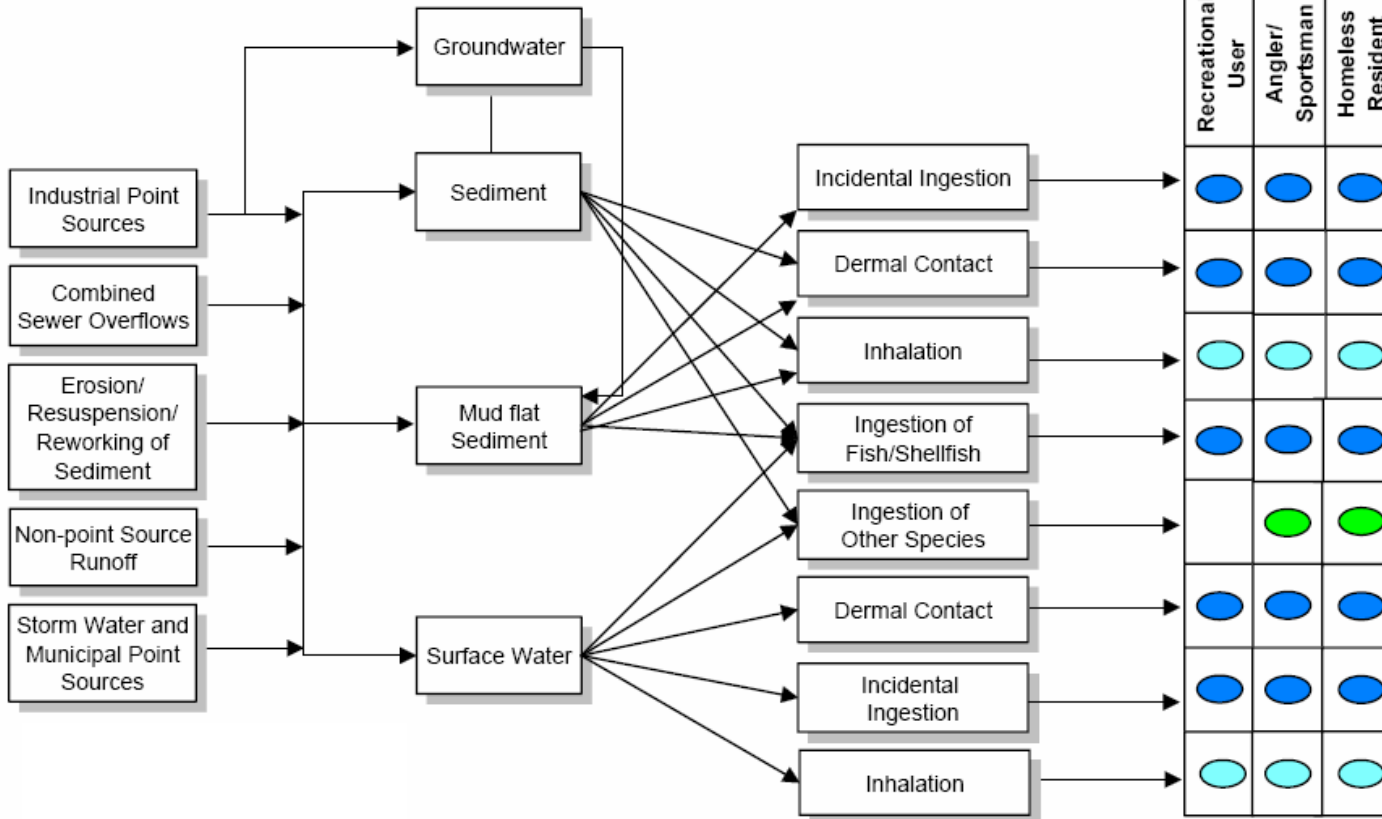 Recreational
User
Angler/
Sportsman
Homeless
Resident
Groundwater
Sediment
Industrial Point
Sources
Combined
Sewer Overflows
Erosion/
Resuspension/
Reworking of
Sediment
Non-point Source
Runoff
Storm Water and
Municipal Point
Sources
Mud flat
Sediment
Surface Water
Incidental Ingestion
Dermal Contact
Inhalation
Ingestion of
Fish/Shellfish
Ingestion of
Other Species
Dermal Contact
Incidental
Ingestion
Inhalation